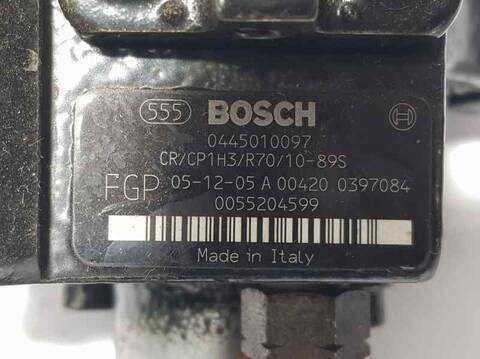 555 BOSCH
0445010097
CR/CP1H3/R70/10-89S
FGP 05-12-05 A 00420 0397084
0055204599
Made in Italy